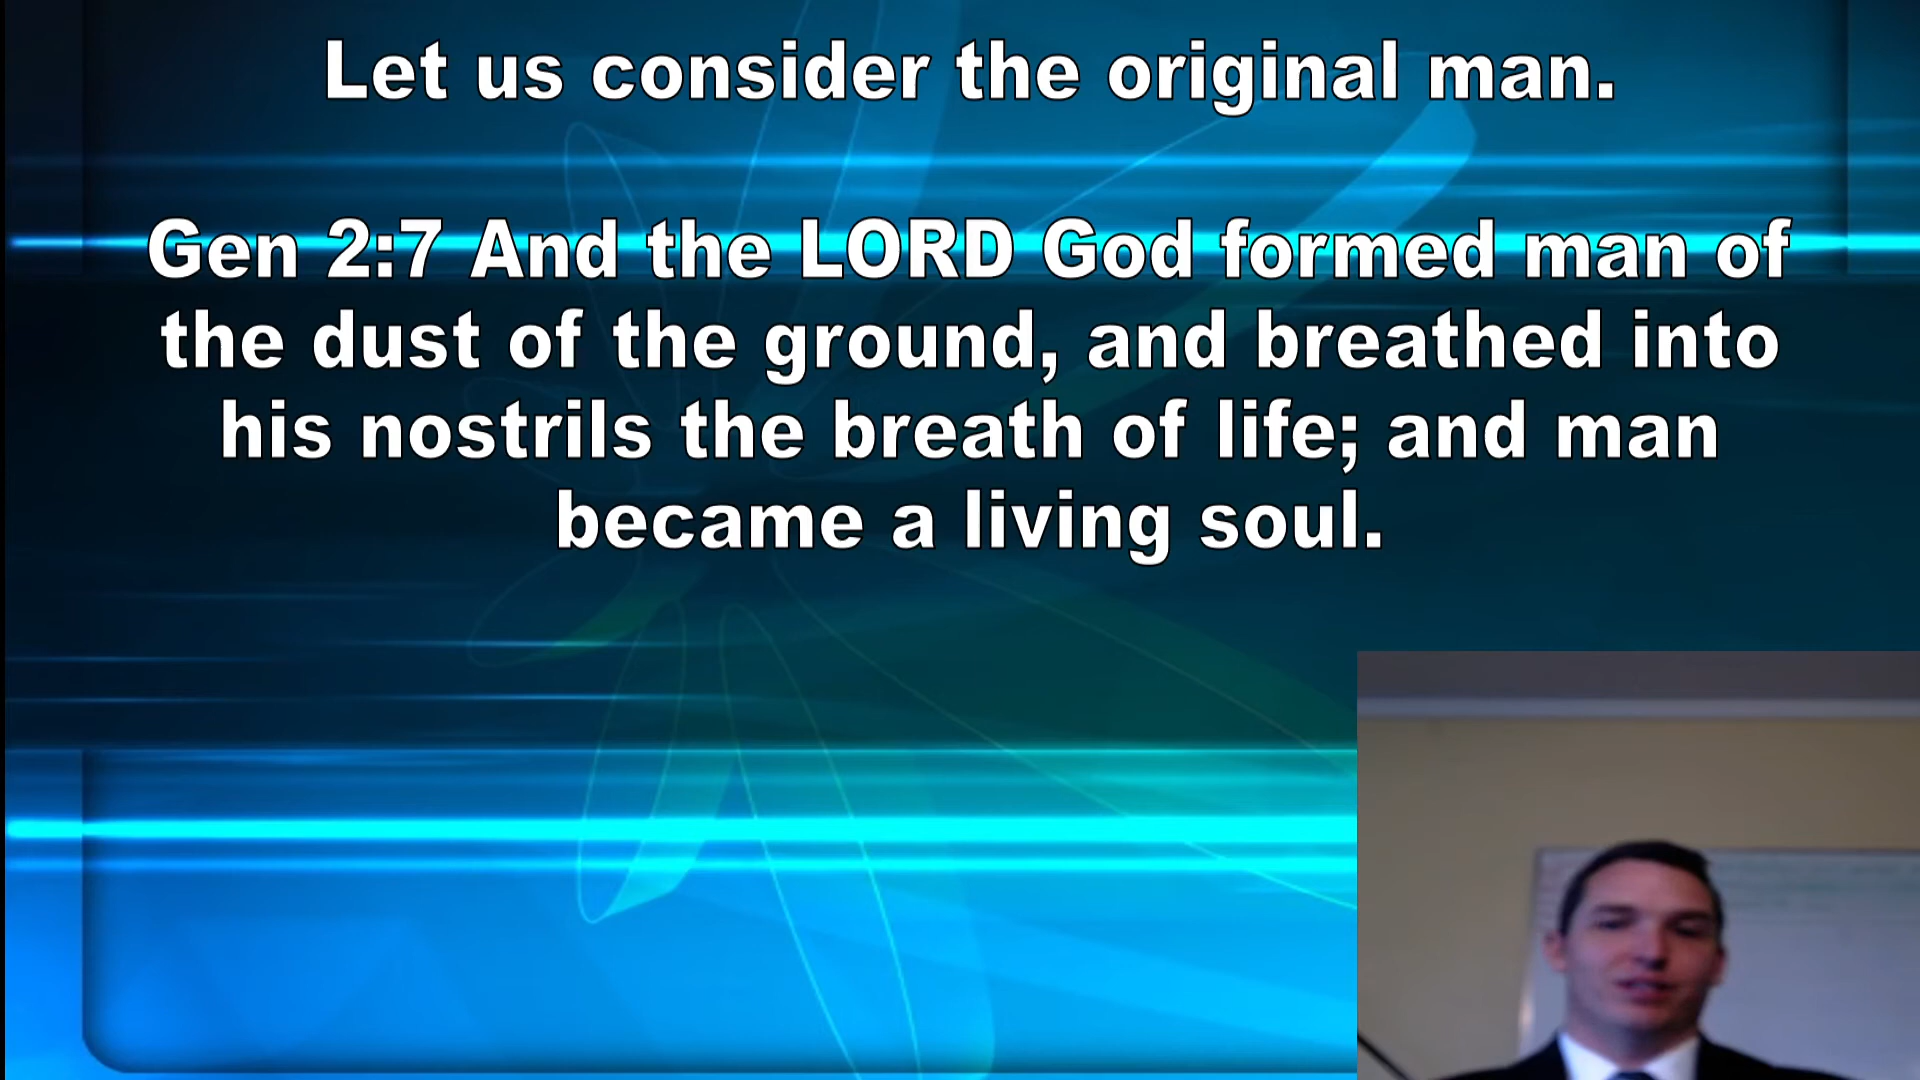 Let us consider the original man.
Gen 2:7 And the LORD God formed man of
the dust of the ground, and breathed into
his nostrils the breath of life; and man
became a living soul.